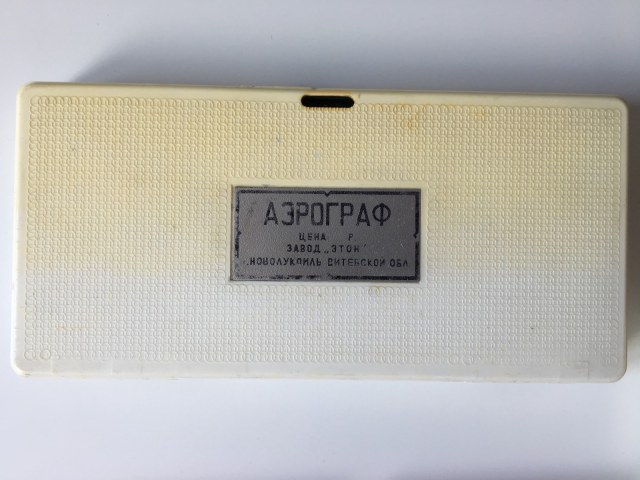 АЭРОГРАФ
ЦЕНА Р
ЗАВОД „ЭТОН"
НОВОЛУКОМЛЬ ВИТЕБСКОЙ ОБЛ